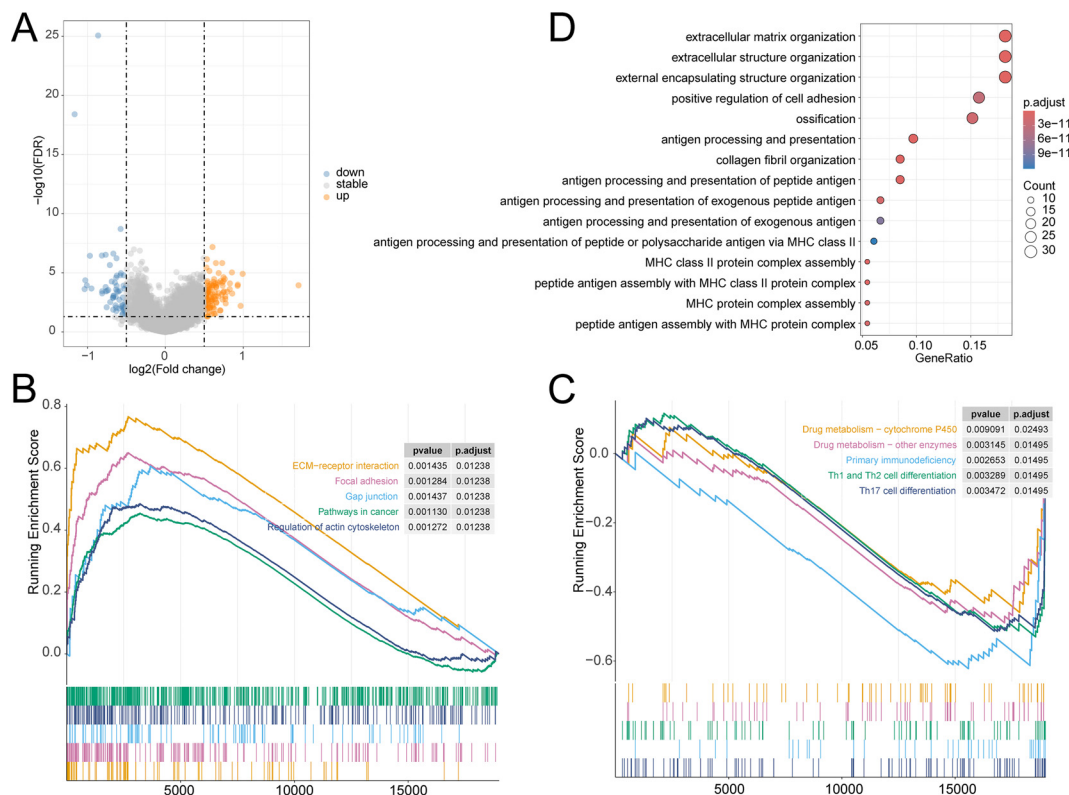 A
25
20
15
10
5
0
−log10(FDR)
−1
0
1
log2(Fold change)
down
stable
up
D
extracellular matrix organization
extracellular structure organization
external encapsulating structure organization
positive regulation of cell adhesion
ossification
antigen processing and presentation
collagen fibril organization
antigen processing and presentation of peptide antigen
antigen processing and presentation of exogenous peptide antigen
antigen processing and presentation of exogenous antigen
antigen processing and presentation of peptide or polysaccharide antigen via MHC class II
MHC class II protein complex assembly
peptide antigen assembly with MHC class II protein complex
MHC protein complex assembly
peptide antigen assembly with MHC protein complex
0.05 0.10 0.15
GeneRatio
p.adjust
3e−11
6e−11
9e−11
Count
10
15
20
25
30
B
0.8
0.6
0.4
0.2
0.0
Running Enrichment Score
pvalue p.adjust
ECM−receptor interaction 0.001435 0.01238
Focal adhesion 0.001284 0.01238
Gap junction 0.001437 0.01238
Pathways in cancer 0.001130 0.01238
Regulation of actin cytoskeleton 0.001272 0.01238
5000 10000 15000
C
0.0
−0.2
−0.4
−0.6
Running Enrichment Score
pvalue p.adjust
Drug metabolism − cytochrome P450 0.009091 0.02493
Drug metabolism − other enzymes 0.003145 0.01495
Primary immunodeficiency 0.002653 0.01495
Th1 and Th2 cell differentiation 0.003289 0.01495
Th17 cell differentiation 0.003472 0.01495
5000 10000 15000